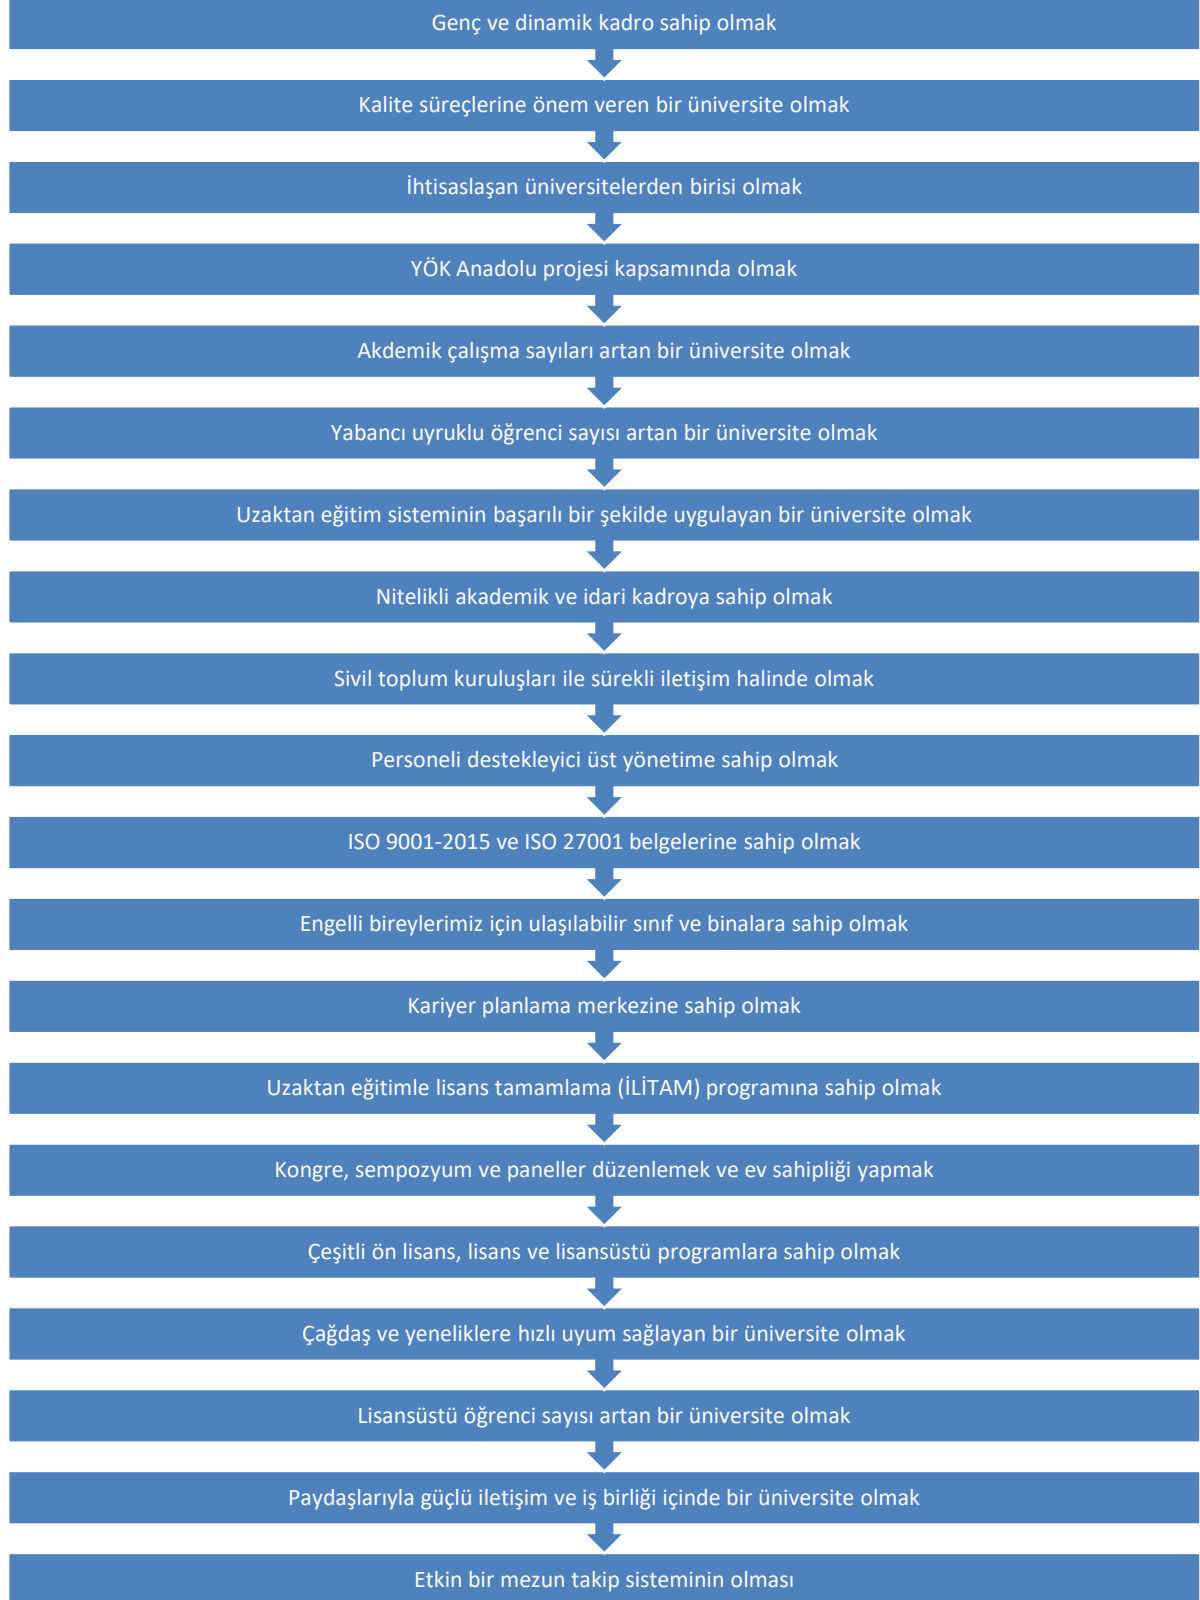 Genç ve dinamik kadro sahip olmak
Kalite süreçlerine önem veren bir üniversite olmak
İhtisaslaşan üniversitelerden birisi olmak
YÖK Anadolu projesi kapsamında olmak
Akdemik çalışma sayıları artan bir üniversite olmak
Yabancı uyruklu öğrenci sayısı artan bir üniversite olmak
Uzaktan eğitim sisteminin başarılı bir şekilde uygulayan bir üniversite olmak
Nitelikli akademik ve idari kadroya sahip olmak
Sivil toplum kuruluşları ile sürekli iletişim halinde olmak
Personeli destekleyici üst yönetime sahip olmak
ISO 9001-2015 ve ISO 27001 belgelerine sahip olmak
Engelli bireylerimiz için ulaşılabilir sınıf ve binalara sahip olmak
Kariyer planlama merkezine sahip olmak
Uzaktan eğitimle lisans tamamlama (İLİTAM) programına sahip olmak
Kongre, sempozyum ve paneller düzenlemek ve ev sahipliği yapmak
Çeşitli ön lisans, lisans ve lisansüstü programlara sahip olmak
Çağdaş ve yeneliklere hızlı uyum sağlayan bir üniversite olmak
Lisansüstü öğrenci sayısı artan bir üniversite olmak
Paydaşlarıyla güçlü iletişim ve iş birliği içinde bir üniversite olmak
Etkin bir mezun takip sisteminin olması